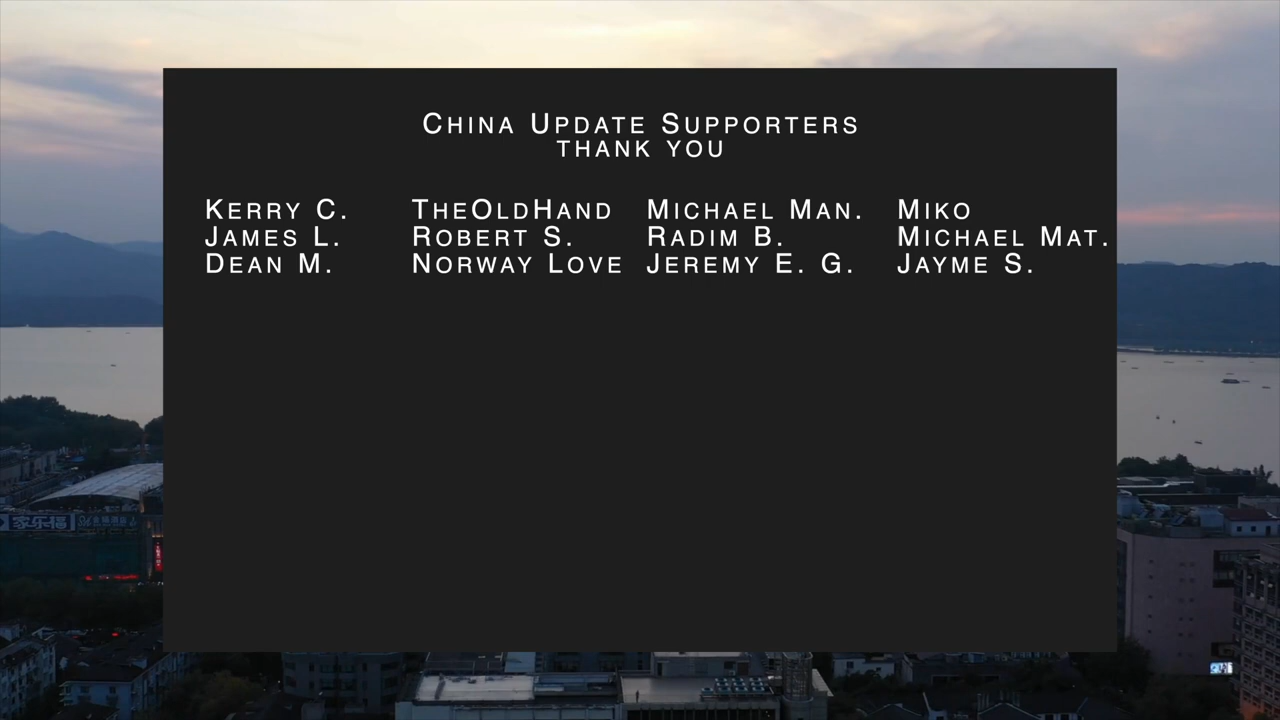 China Update Supporters
THANK YOU
Kerry C. TheOldHand Michael Man. Miko
James L. Robert S. Radim B. Michael Mat.
Dean M. Norway Love Jeremy E. G. Jayme S.
家乐福